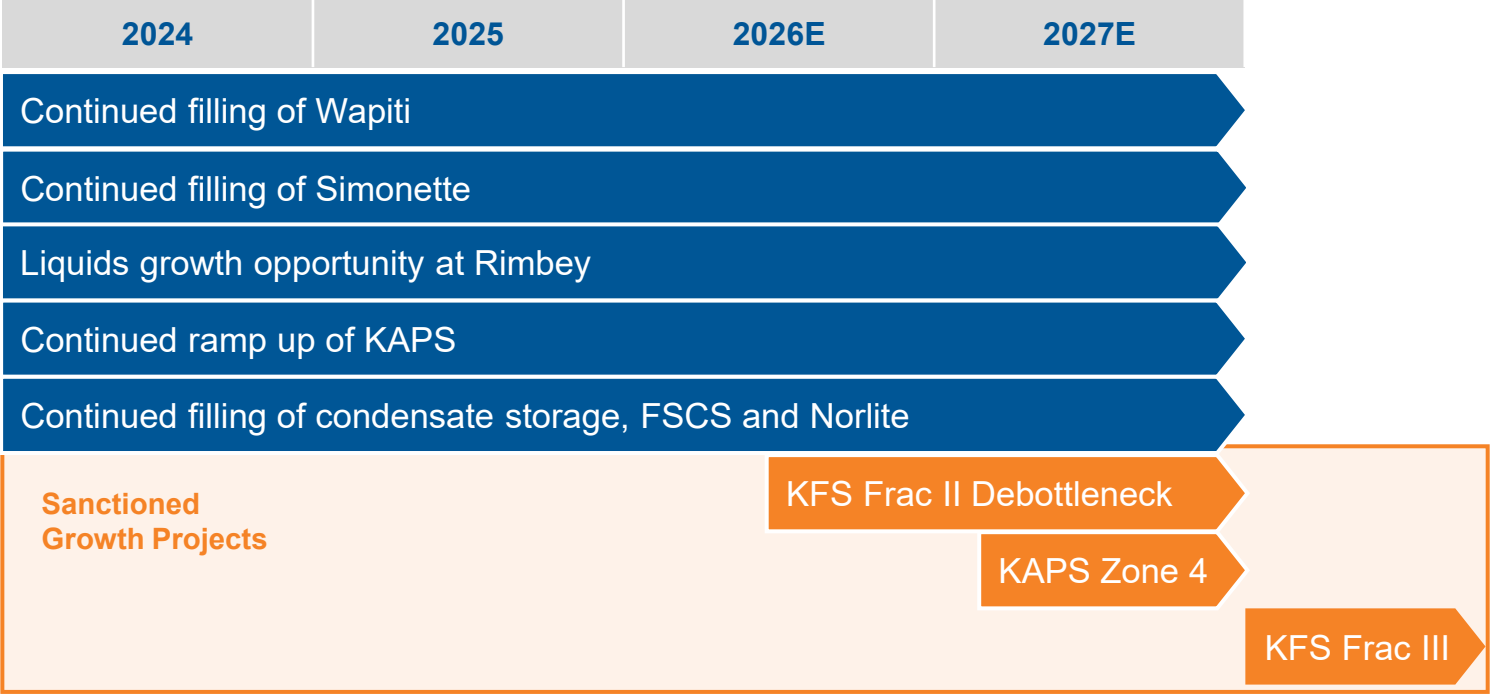 2024 2025 2026E 2027E
Continued filling of Wapiti
Continued filling of Simonette
Liquids growth opportunity at Rimbey
Continued ramp up of KAPS
Continued filling of condensate storage, FSCS and Norlite
Sanctioned
Growth Projects
KFS Frac II Debottleneck
KAPS Zone 4
KFS Frac III